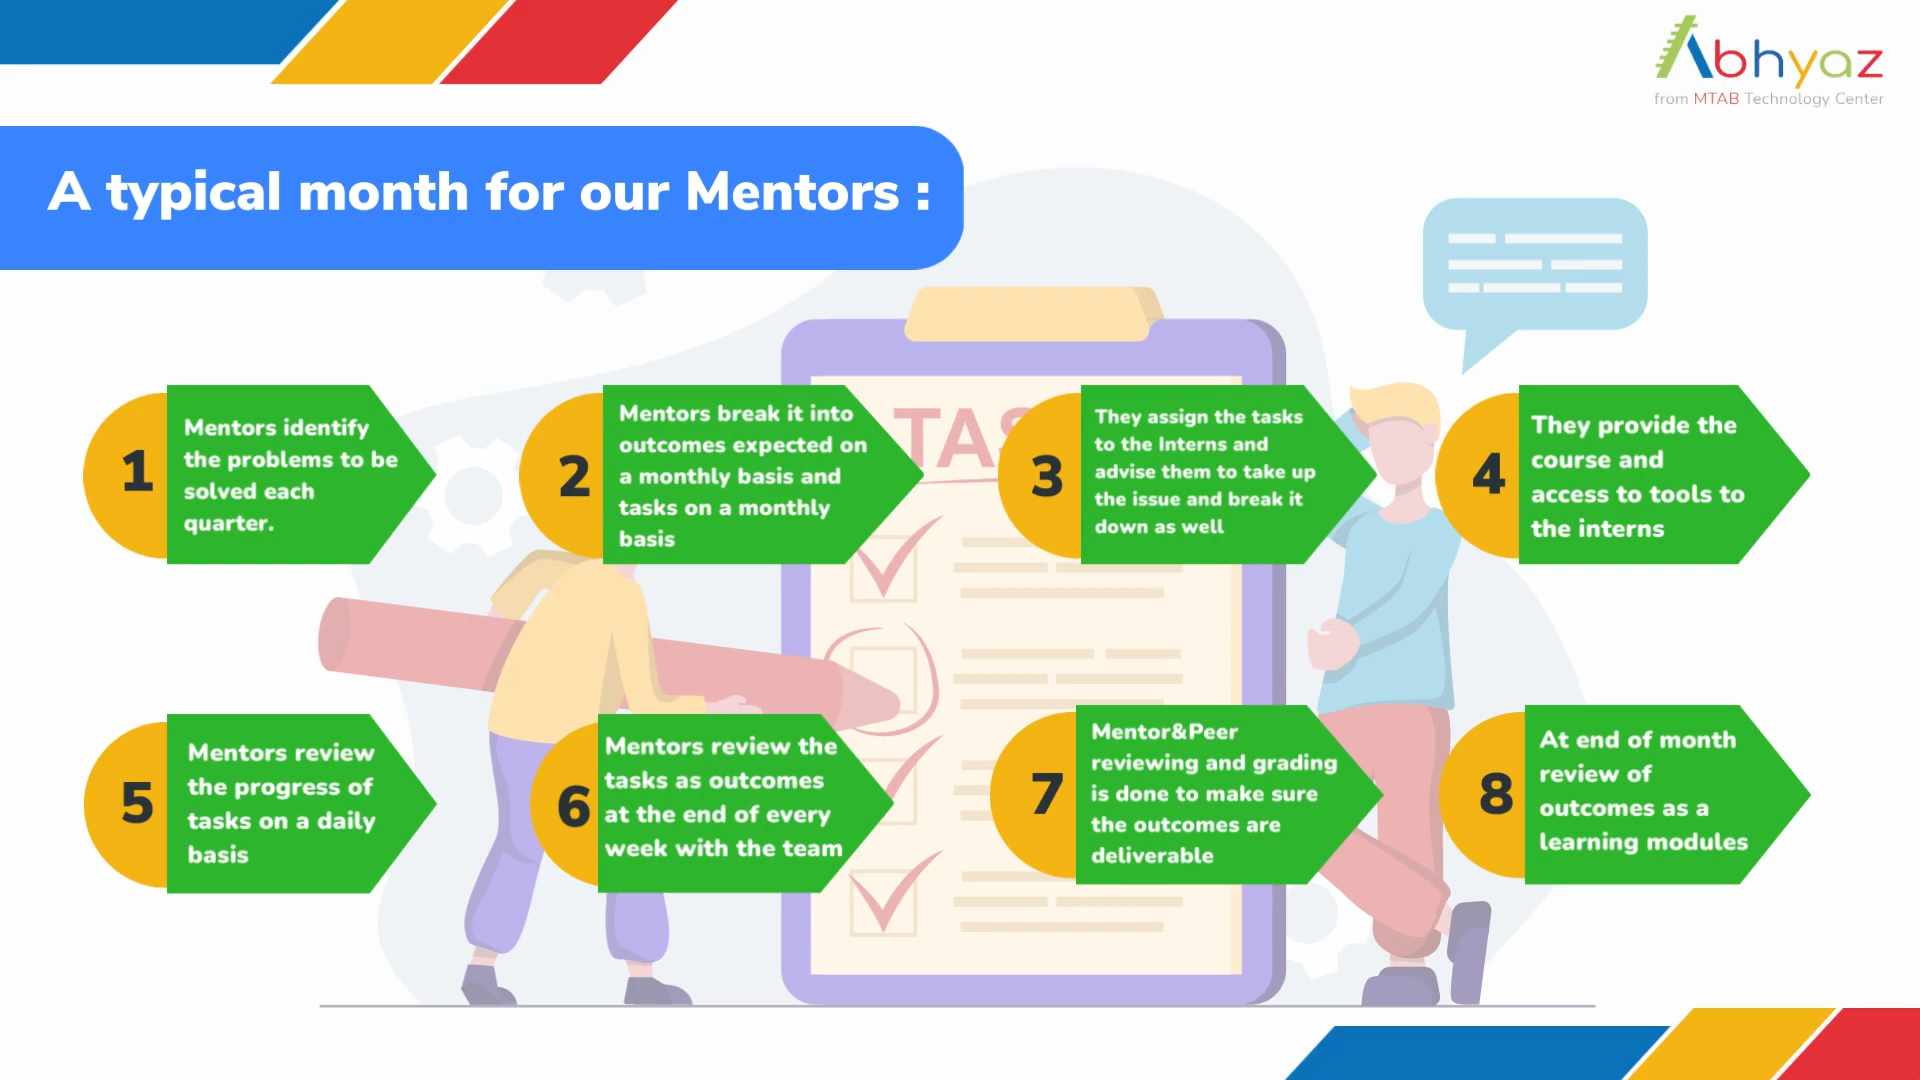 Abhyaz
from MTAB Technology Center
A typical month for our Mentors :
TAS
1
Mentors identify
the problems to be
solved each
quarter.
2
Mentors break it into
outcomes expected on
a monthly basis and
tasks on a monthly
basis
3
They assign the tasks
to the Interns and
advise them to take up
the issue and break it
down as well
4
They provide the
course and
access to tools to
the interns
5
Mentors review
the progress of
tasks on a daily
basis
6
Mentors review the
tasks as outcomes
at the end of every
week with the team
7
Mentor&Peer
reviewing and grading
is done to make sure
the outcomes are
deliverable
8
At end of month
review of
outcomes as a
learning modules